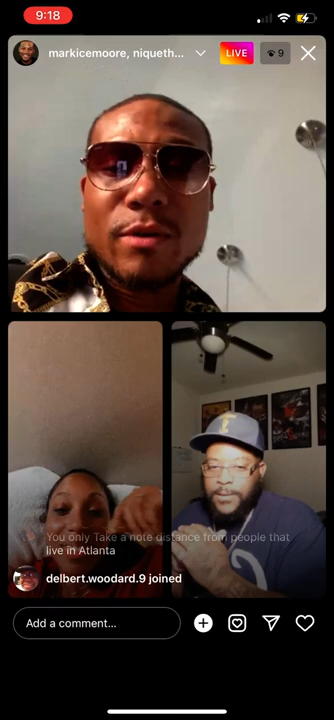 9:18
markicemoore, niqueth...
LIVE
9
You only Take a note distance from people that
live in Atlanta
delbert.woodard.9 joined
Add a comment...